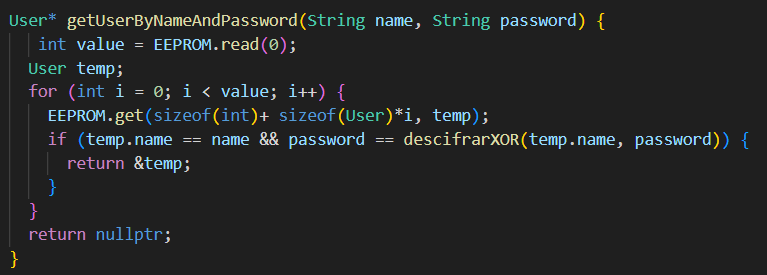 User* getUserByNameAndPassword(String name, String password) {
int value = EEPROM.read(0);
User temp;
for (int i = 0; i < value; i++) {
EEPROM.get(sizeof(int)+ sizeof(User)*i, temp);
if (temp.name == name && password == descifrarXOR(temp.name, password)) {
return &temp;
}
}
return nullptr;
}